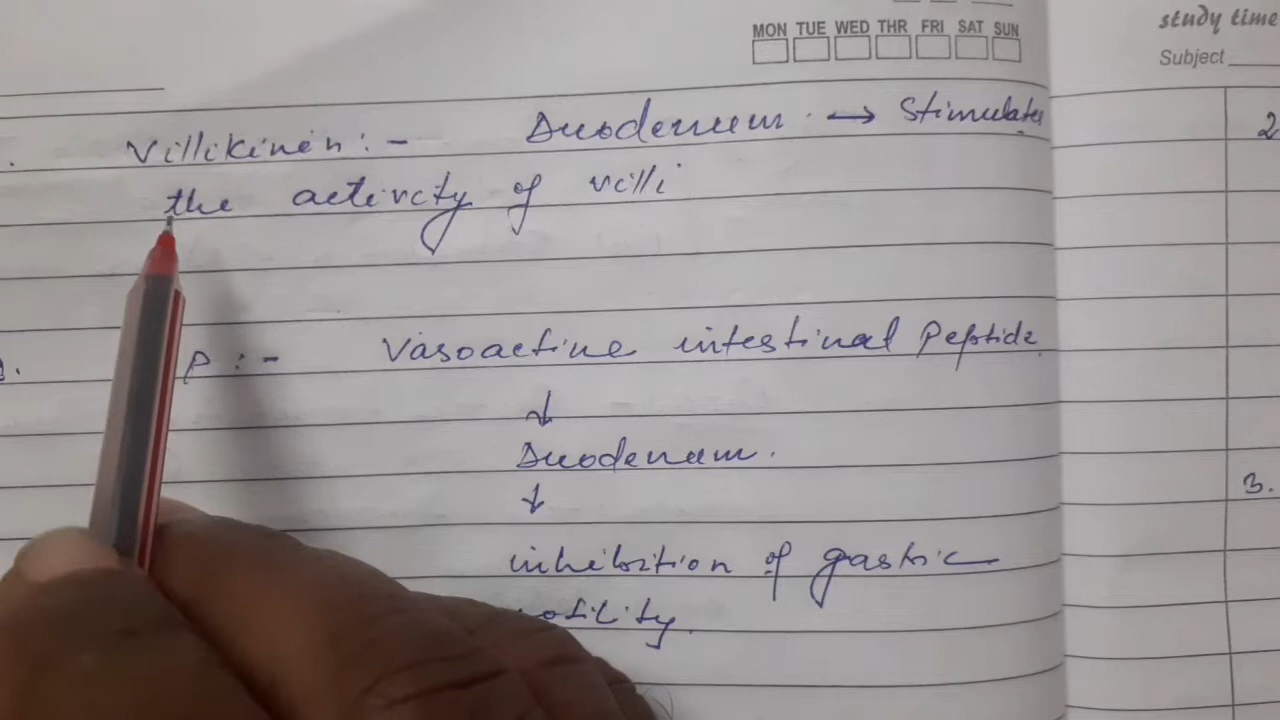 MON TUE WED THR FRI SAT SUN
study time
Subject
Villikinin :- Duodenum. → Stimulates
the activity of villi
P :- Vasoactive intestinal Peptide
↓
Duodenum.
↓
inhibition of gastric
motility.
2
3.